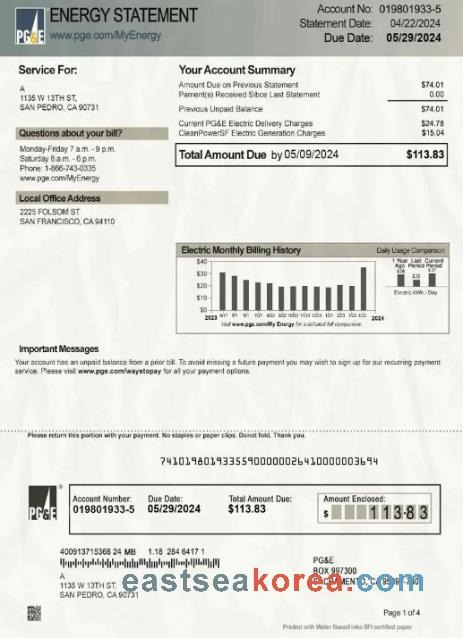 ENERGY STATEMENT
www.pge.com/MyEnergy
PG&E
Account No: 019801933-5
Statement Date: 04/22/2024
Due Date: 05/29/2024
Service For:
A
1135 W 13TH ST,
SAN PEDRO, CA 90731
Questions about your bill?
Monday-Friday 7 a.m. - 9 p.m.
Saturday 8 a.m. - 6 p.m.
Phone: 1-866-743-0335
www.pge.com/MyEnergy
Local Office Address
2225 FOLSOM ST
SAN FRANCISCO, CA 94110
Your Account Summary
Amount Due on Previous Statement $74.01
Pament(s) Received Sibce Last Statement 0.00
Previous Unpaid Balance $74.01
Current PG&E Electric Delivery Charges $24.78
CleanPowerSF Electric Generation Charges $15.04
Total Amount Due by 05/09/2024 $113.83
Electric Monthly Billing History
Daily Usage Comparison
$40
$30
$20
$10
$0
2023
2024
Visit www.pge.com/My Energy for a detailed bill comparison
1 Year Last Current
Ago Period Period
Electric kWh / Day
Important Messages
Your account has an unpaid balance from a prior bill. To avoid missing a future payment you may wish to sign up for our recurring payment
service. Please visit www.pge.com/waystopay for all your payment options.
Please return this portion with your payment. No staples or paper clips. Donot fold. Thank you.
PG&E
Account Number: Due Date: Total Amount Due: Amount Enclosed:
019801933-5 05/29/2024 $113.83 $ 113.83
400913715368 24 MB 1.18 284 6417 1
A
1135 W 13TH ST,
SAN PEDRO, CA 90731
PG&E
BOX 997300
eastseakorea.com
Page 1 of 4
Printed with Water Based inks SFI sertified paper